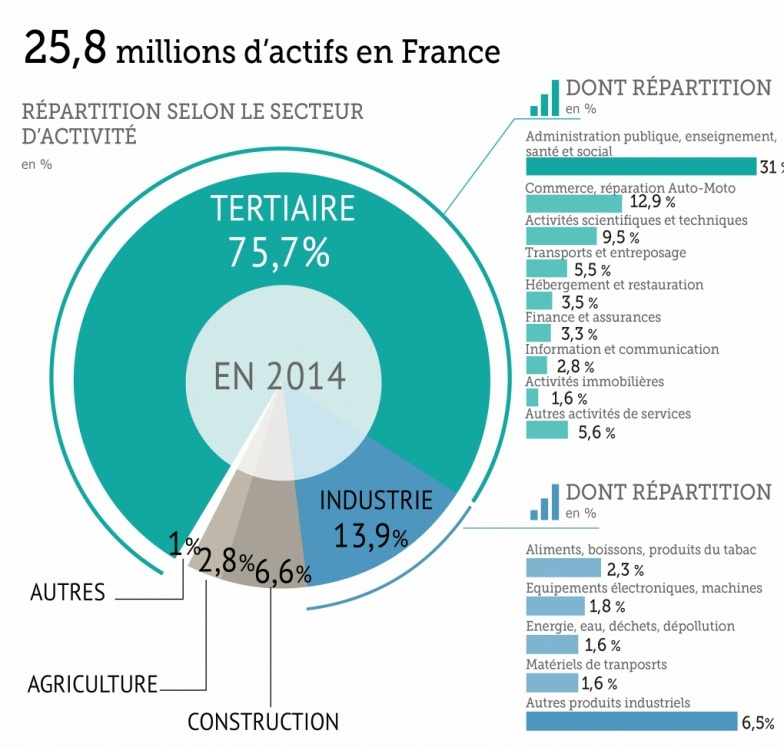 25,8 millions d’actifs en France
RÉPARTITION SELON LE SECTEUR
D’ACTIVITÉ
en %
TERTIAIRE
75,7%
EN 2014
INDUSTRIE
13,9%
1%
2,8%
6,6%
AUTRES
AGRICULTURE
CONSTRUCTION
DONT RÉPARTITION
en %
Administration publique, enseignement,
santé et social
31 %
Commerce, réparation Auto-Moto
12,9 %
Activités scientifiques et techniques
9,5 %
Transports et entreposage
5,5 %
Hébergement et restauration
3,5 %
Finance et assurances
3,3 %
Information et communication
2,8 %
Activités immobilières
1,6 %
Autres activités de services
5,6 %
DONT RÉPARTITION
en %
Aliments, boissons, produits du tabac
2,3 %
Equipements électroniques, machines
1,8 %
Energie, eau, déchets, dépollution
1,6 %
Matériels de tranposrts
1,6 %
Autres produits industriels
6,5%